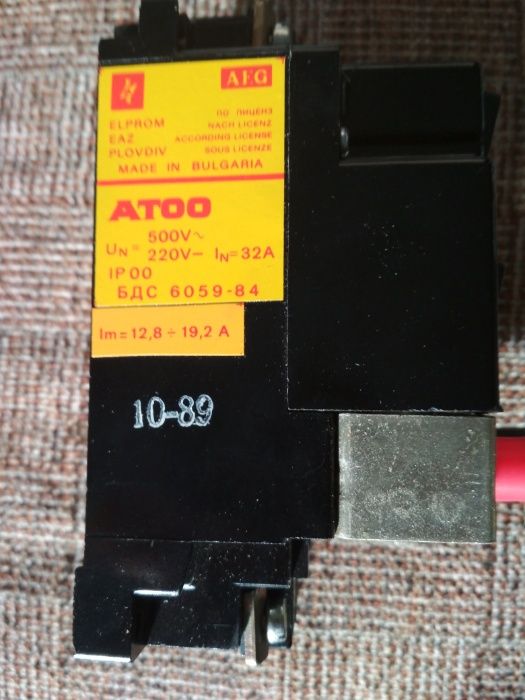 AEG
ELPROM
EAZ
PLOVDIV
ПО ЛИЦЕНЗ
NACH LICENZ
ACCORDING LICENSE
SOUS LICENZE
MADE IN BULGARIA
ATOO
500V~
UN= 220V- IN=32A
IP00
БДС 6059-84
Im=12,8÷19,2 A
10-89